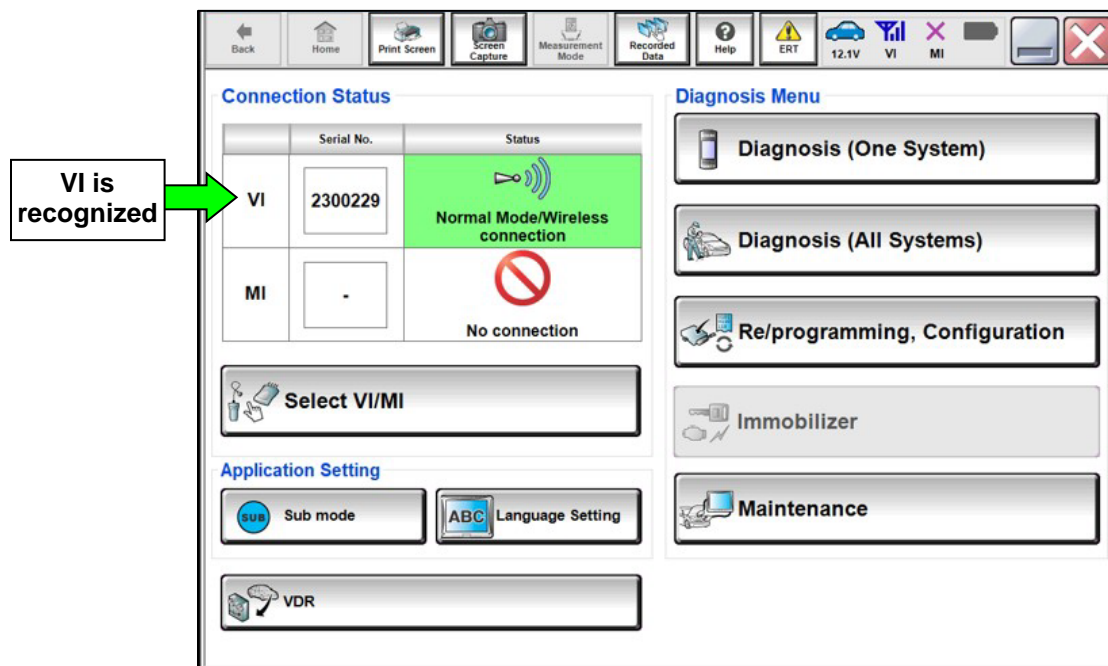 Back
Home
Print Screen
Screen
Capture
Measurement
Mode
Recorded
Data
Help
ERT
12.1V
VI
MI
Connection Status
Serial No.
Status
VI
2300229
Normal Mode/Wireless
connection
MI
-
No connection
Select VI/MI
Application Setting
SUB
Sub mode
ABC
Language Setting
VDR
Diagnosis Menu
Diagnosis (One System)
Diagnosis (All Systems)
Re/programming, Configuration
Immobilizer
Maintenance
VI is
recognized